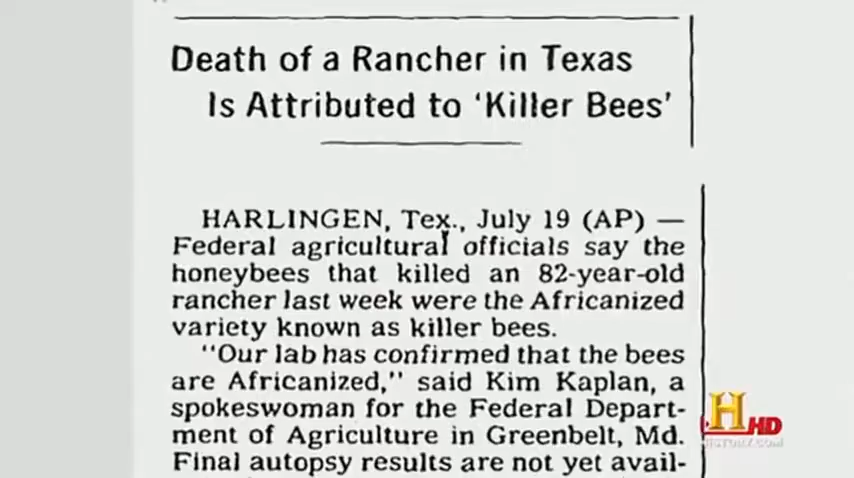 Death of a Rancher in Texas
Is Attributed to ‘Killer Bees’
HARLINGEN, Tex., July 19 (AP) —
Federal agricultural officials say the
honeybees that killed an 82-year-old
rancher last week were the Africanized
variety known as killer bees.
"Our lab has confirmed that the bees
are Africanized," said Kim Kaplan, a
spokeswoman for the Federal Depart-
ment of Agriculture in Greenbelt, Md.
Final autopsy results are not yet avail-
H HD
HISTORY.COM